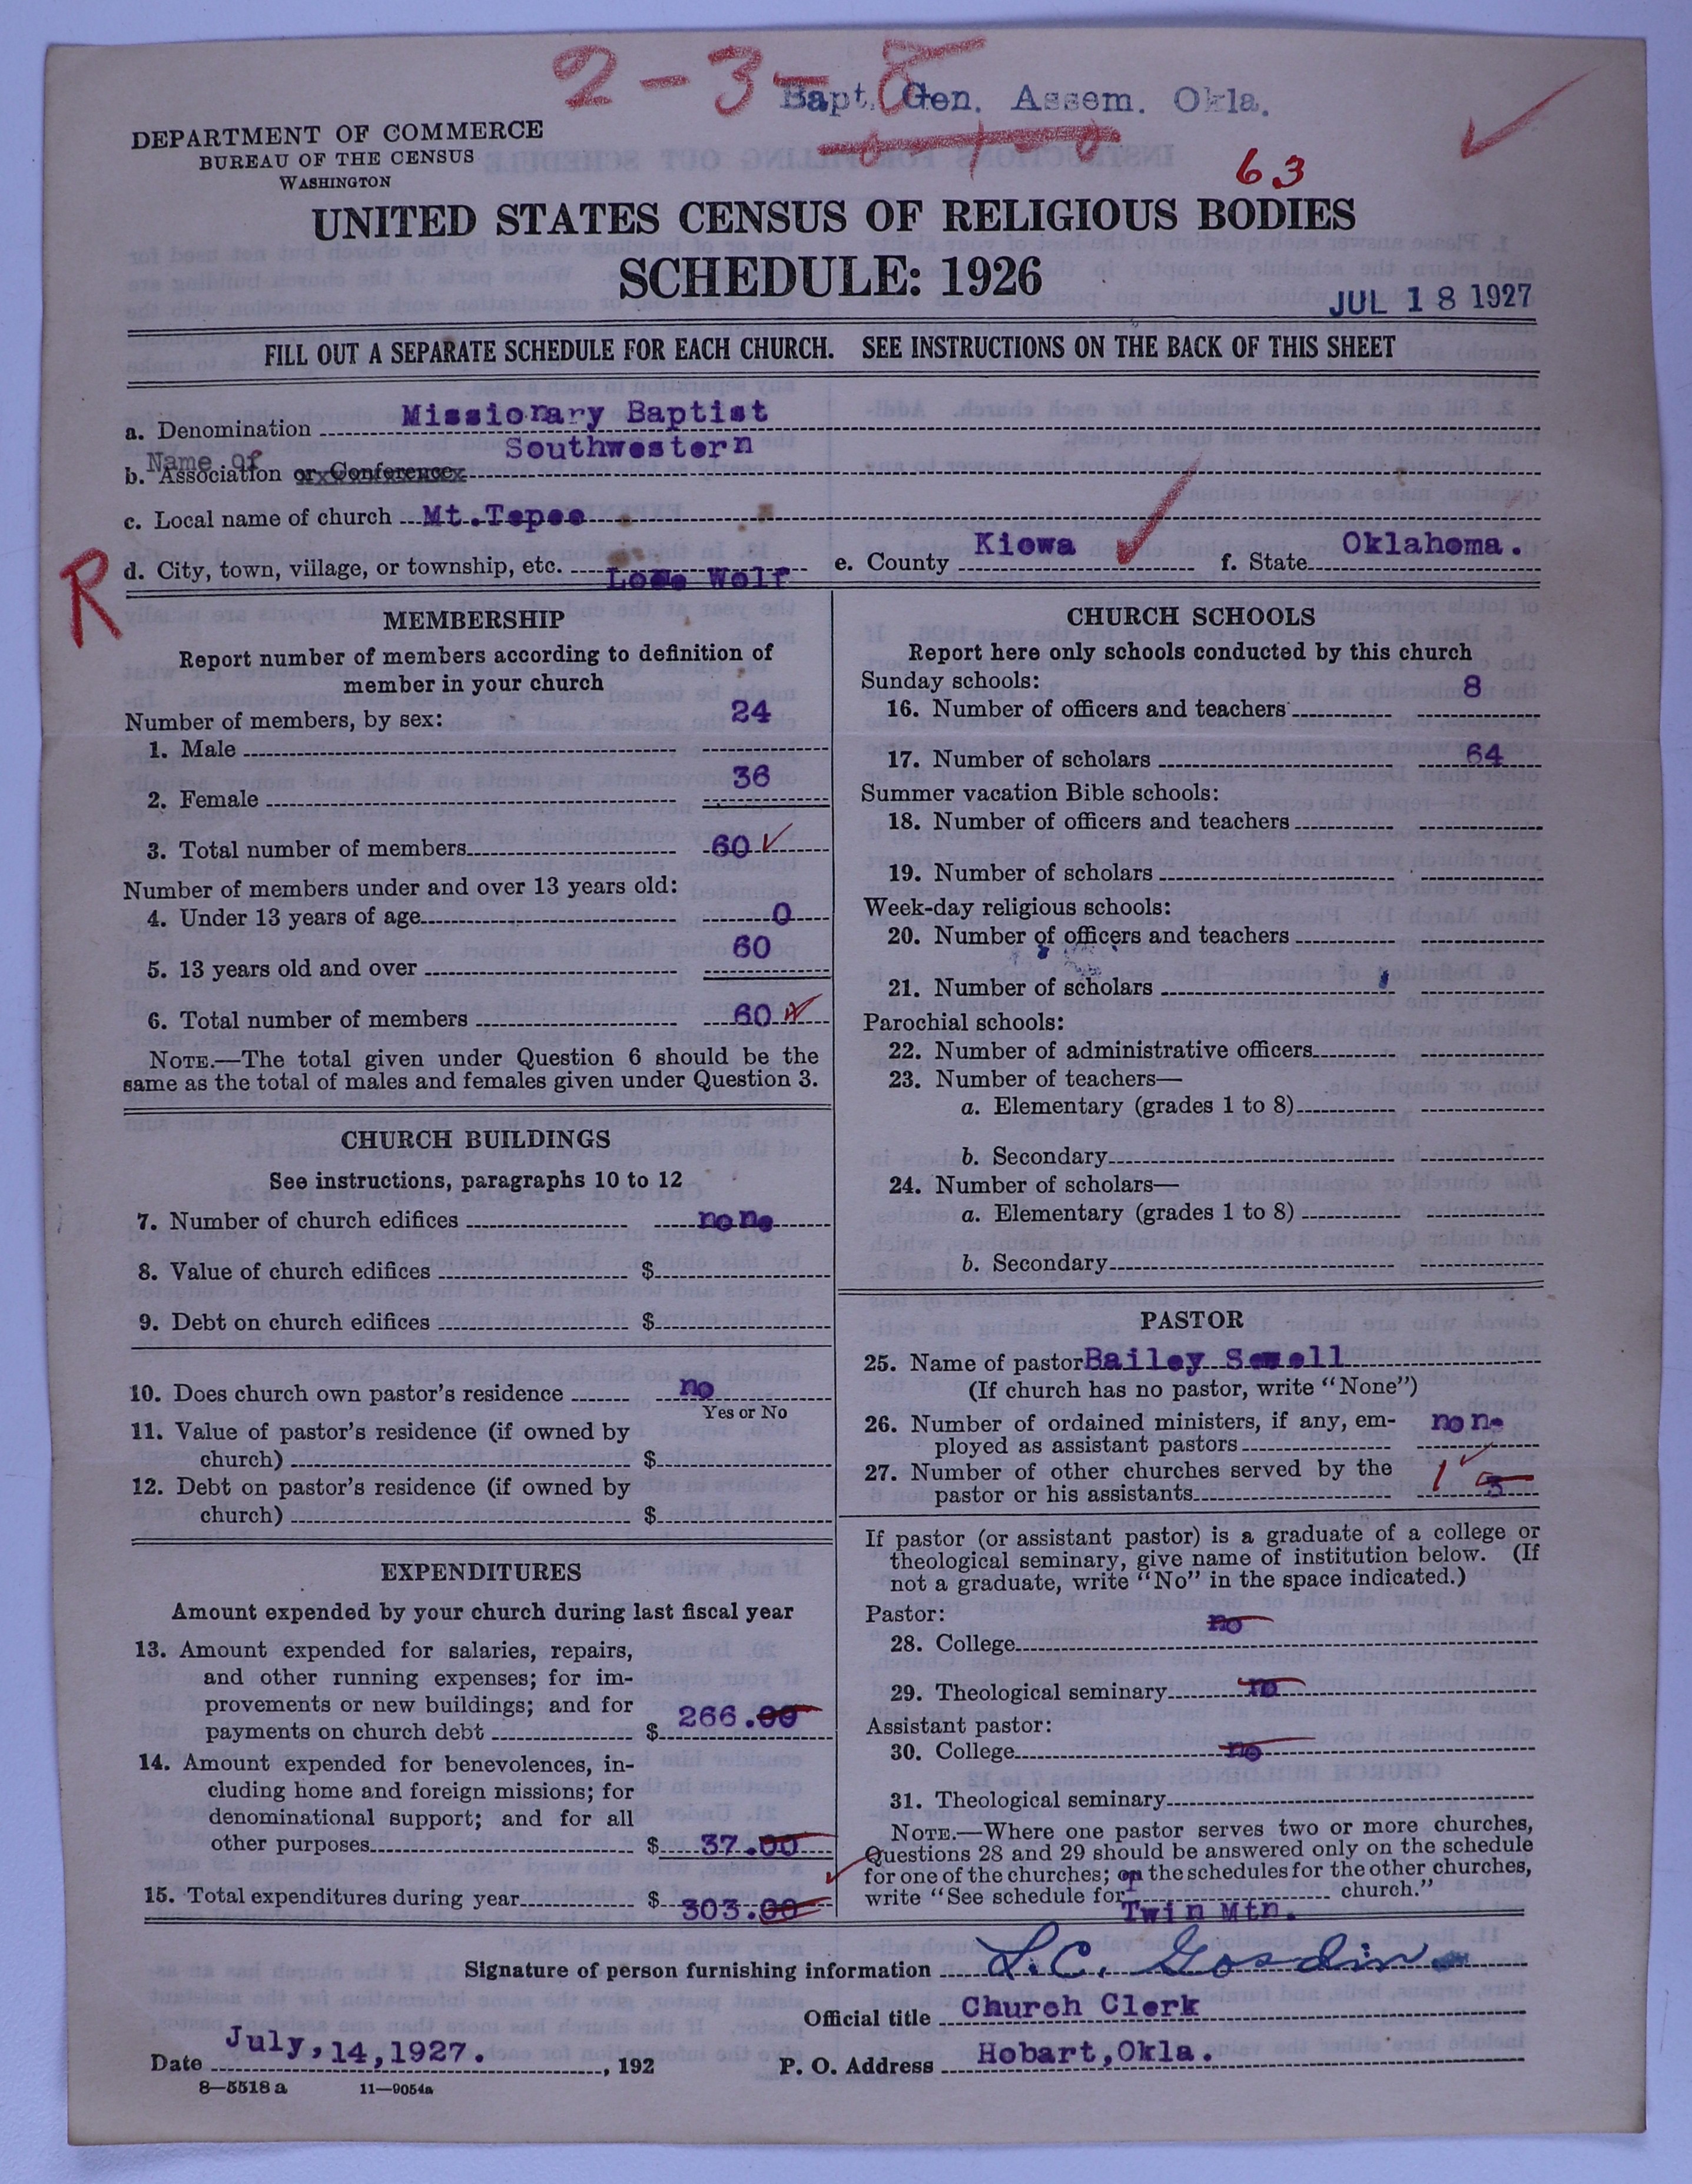 2-3-8
Bapt. Gen. Assem. Okla.
DEPARTMENT OF COMMERCE
BUREAU OF THE CENSUS
WASHINGTON
63
UNITED STATES CENSUS OF RELIGIOUS BODIES
SCHEDULE: 1926
JUL 18 1927
FILL OUT A SEPARATE SCHEDULE FOR EACH CHURCH. SEE INSTRUCTIONS ON THE BACK OF THIS SHEET
a. Denomination Missionary Baptist
b. Name of Association or Conference Southwestern
c. Local name of church Mt.Tepee
R
d. City, town, village, or township, etc. Lone Wolf e. County Kiowa f. State Oklahoma.
MEMBERSHIP
Report number of members according to definition of
member in your church
Number of members, by sex:
1. Male 24
2. Female 36
3. Total number of members 60
Number of members under and over 13 years old:
4. Under 13 years of age 0
5. 13 years old and over 60
6. Total number of members 60
NOTE.—The total given under Question 6 should be the
same as the total of males and females given under Question 3.
CHURCH BUILDINGS
See instructions, paragraphs 10 to 12
7. Number of church edifices none
8. Value of church edifices $
9. Debt on church edifices $
10. Does church own pastor's residence no
Yes or No
11. Value of pastor's residence (if owned by
church) $
12. Debt on pastor's residence (if owned by
church) $
EXPENDITURES
Amount expended by your church during last fiscal year
13. Amount expended for salaries, repairs,
and other running expenses; for im-
provements or new buildings; and for
payments on church debt $ 266.00
14. Amount expended for benevolences, in-
cluding home and foreign missions; for
denominational support; and for all
other purposes $ 37.00
15. Total expenditures during year $ 303.00
CHURCH SCHOOLS
Report here only schools conducted by this church
Sunday schools:
16. Number of officers and teachers 8
17. Number of scholars 64
Summer vacation Bible schools:
18. Number of officers and teachers
19. Number of scholars
Week-day religious schools:
20. Number of officers and teachers
21. Number of scholars
Parochial schools:
22. Number of administrative officers
23. Number of teachers—
a. Elementary (grades 1 to 8)
b. Secondary
24. Number of scholars—
a. Elementary (grades 1 to 8)
b. Secondary
PASTOR
25. Name of pastor Bailey Sewell
(If church has no pastor, write "None")
26. Number of ordained ministers, if any, em-
ployed as assistant pastors none
27. Number of other churches served by the
pastor or his assistants 1 3
If pastor (or assistant pastor) is a graduate of a college or
theological seminary, give name of institution below. (If
not a graduate, write "No" in the space indicated.)
Pastor:
28. College no
29. Theological seminary no
Assistant pastor:
30. College no
31. Theological seminary
NOTE.—Where one pastor serves two or more churches,
Questions 28 and 29 should be answered only on the schedule
for one of the churches; on the schedules for the other churches,
write "See schedule for Twin Mtn. church."
Signature of person furnishing information L.C. Gosdin
Official title Church Clerk
Date July,14,1927. , 192 P. O. Address Hobart,Okla.
8—5518 a 11—9054a